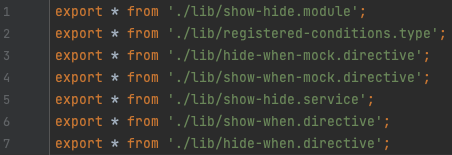 1 export * from './lib/show-hide.module';
2 export * from './lib/registered-conditions.type';
3 export * from './lib/hide-when-mock.directive';
4 export * from './lib/show-when-mock.directive';
5 export * from './lib/show-hide.service';
6 export * from './lib/show-when.directive';
7 export * from './lib/hide-when.directive';